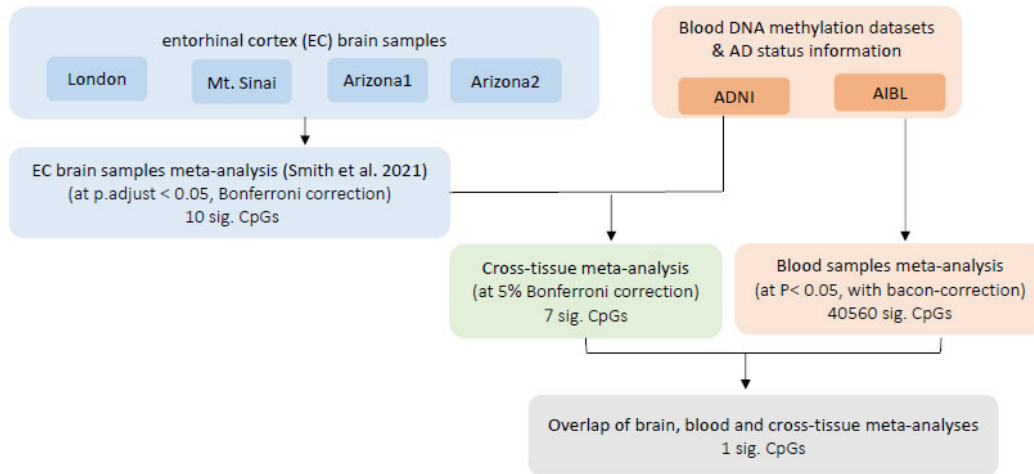 entorhinal cortex (EC) brain samples
London
Mt. Sinai
Arizona1
Arizona2
Blood DNA methylation datasets
& AD status information
ADNI
AIBL
EC brain samples meta-analysis (Smith et al. 2021)
(at p.adjust < 0.05, Bonferroni correction)
10 sig. CpGs
Cross-tissue meta-analysis
(at 5% Bonferroni correction)
7 sig. CpGs
Blood samples meta-analysis
(at P< 0.05, with bacon-correction)
40560 sig. CpGs
Overlap of brain, blood and cross-tissue meta-analyses
1 sig. CpGs